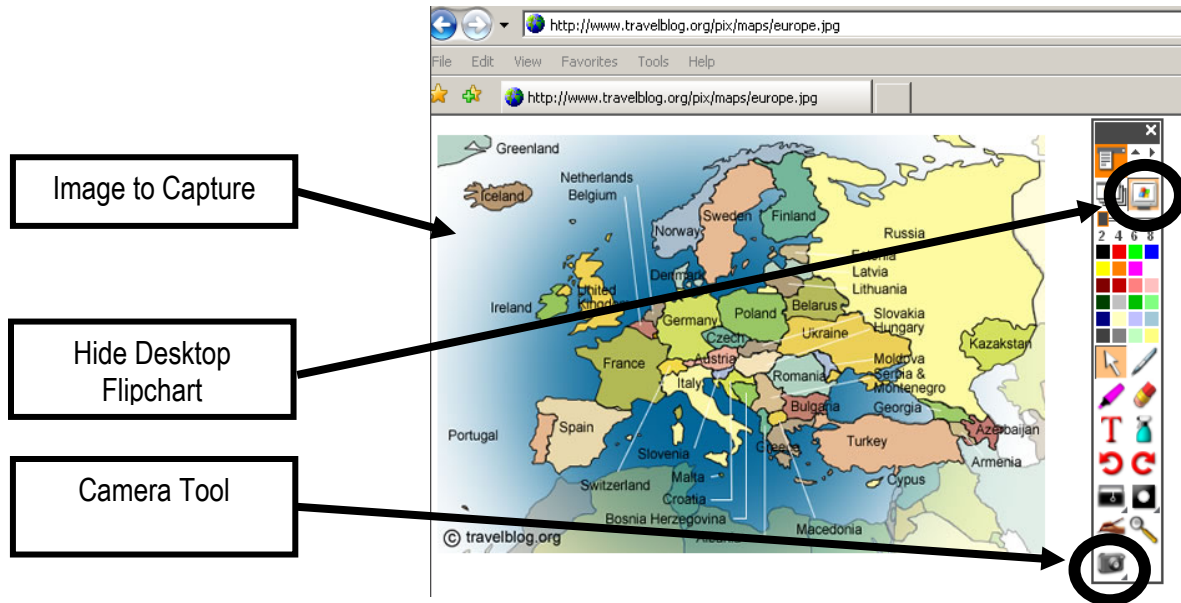 http://www.travelblog.org/pix/maps/europe.jpg
File Edit View Favorites Tools Help
http://www.travelblog.org/pix/maps/europe.jpg
Image to Capture
Hide Desktop
Flipchart
Camera Tool
Greenland
Iceland
Netherlands
Belgium
Norway
Sweden
Finland
Russia
Estonia
Latvia
Lithuania
Denmark
United
Kingdom
Ireland
Belarus
Poland
Germany
Slovakia
Hungary
Ukraine
Czech
Kazakstan
France
Austria
Moldova
Serbia &
Montenegro
Italy
Romania
Bulgaria
Georgia
Azerbaijan
Portugal
Spain
Turkey
Greece
Armenia
Slovenia
Malta
Cypus
Switzerland
Croatia
Bosnia Herzegovina
Macedonia
Albania
© travelblog.org
2 4 6 8
T